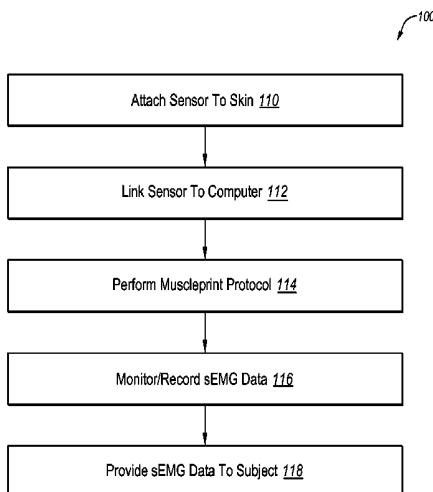 100
Attach Sensor To Skin 110
Link Sensor To Computer 112
Perform Muscleprint Protocol 114
Monitor/Record sEMG Data 116
Provide sEMG Data To Subject 118